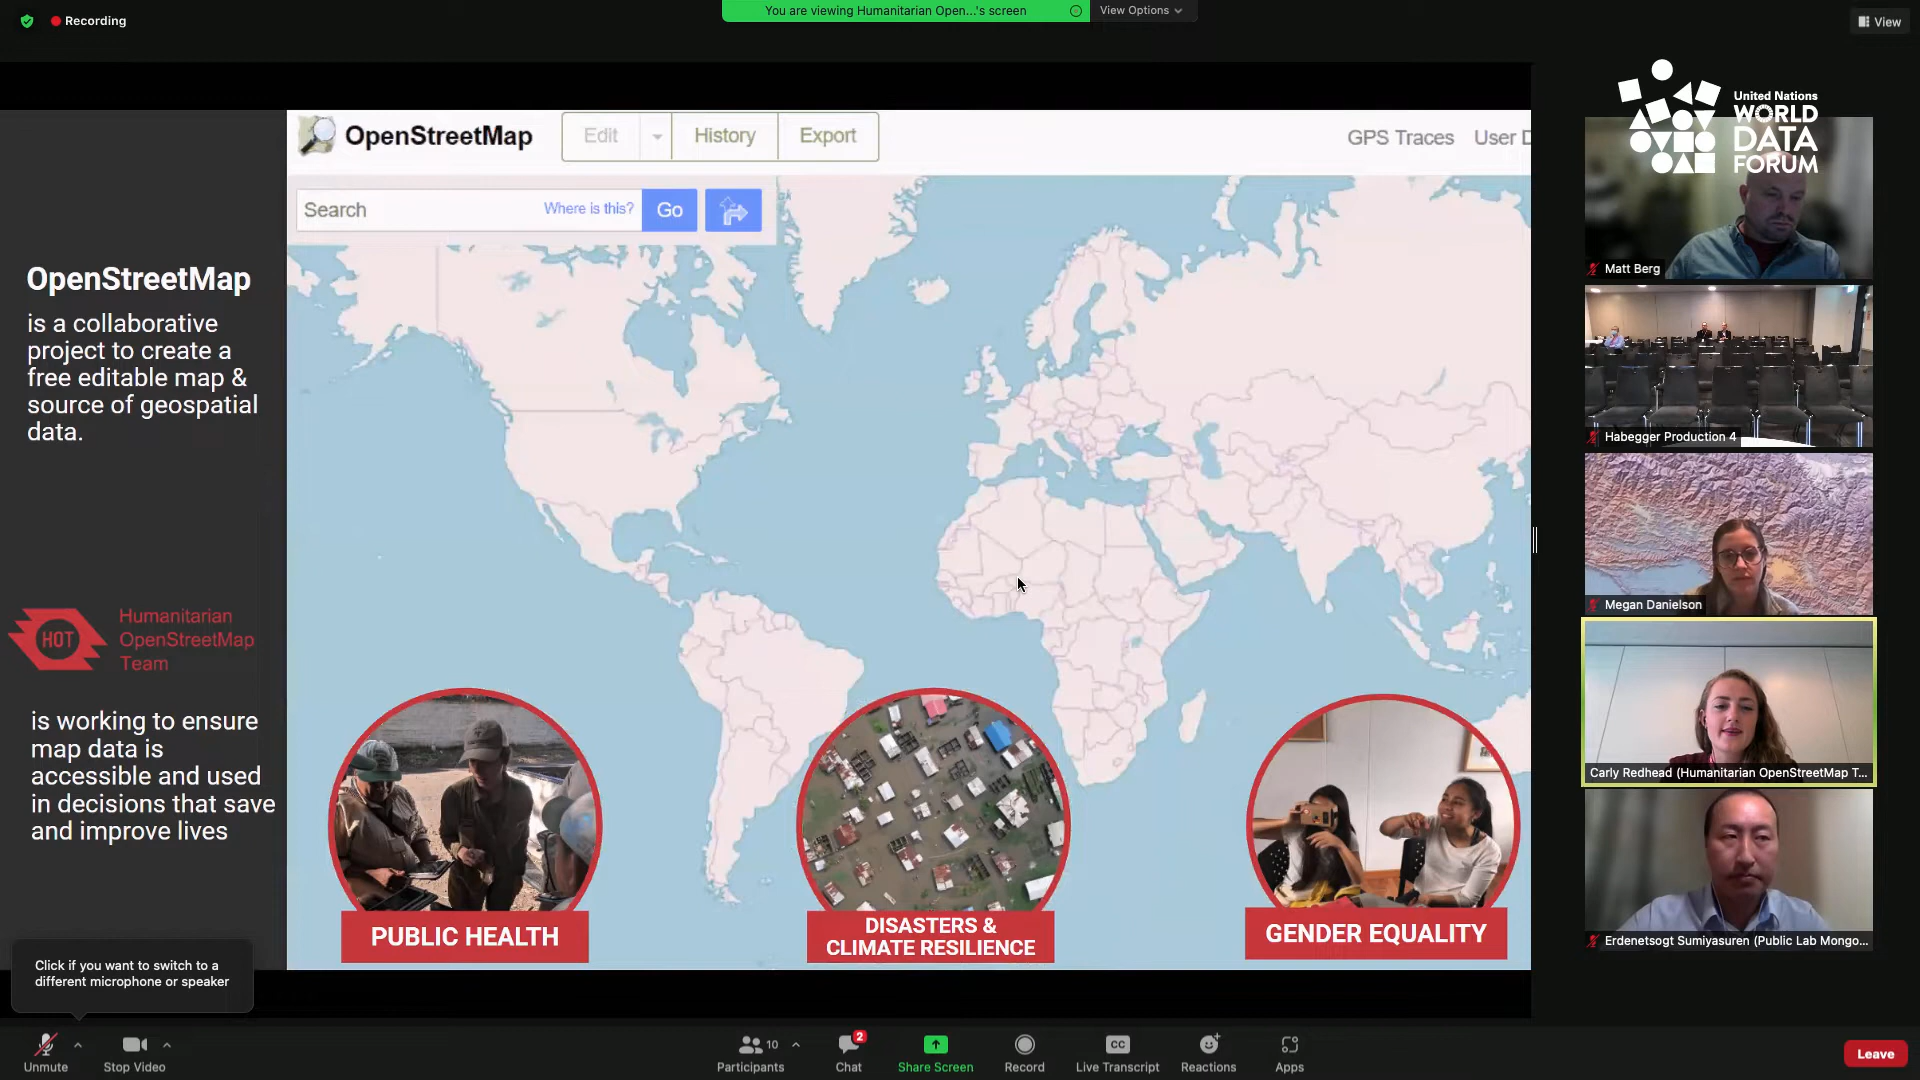 Recording
You are viewing Humanitarian Open...'s screen
View Options
View
OpenStreetMap
Edit
History
Export
GPS Traces
User D
Search
Where is this?
Go
OpenStreetMap
is a collaborative
project to create a
free editable map &
source of geospatial
data.
HOT
Humanitarian
OpenStreetMap
Team
is working to ensure
map data is
accessible and used
in decisions that save
and improve lives
PUBLIC HEALTH
DISASTERS &
CLIMATE RESILIENCE
GENDER EQUALITY
United Nations
WORLD
DATA
FORUM
Matt Berg
Habegger Production 4
Megan Danielson
Carly Redhead (Humanitarian OpenStreetMap T...
Erdenetsogt Sumiyasuren (Public Lab Mongo...
Click if you want to switch to a
different microphone or speaker
Unmute
Stop Video
10
Participants
2
Chat
Share Screen
Record
CC
Live Transcript
Reactions
Apps
Leave